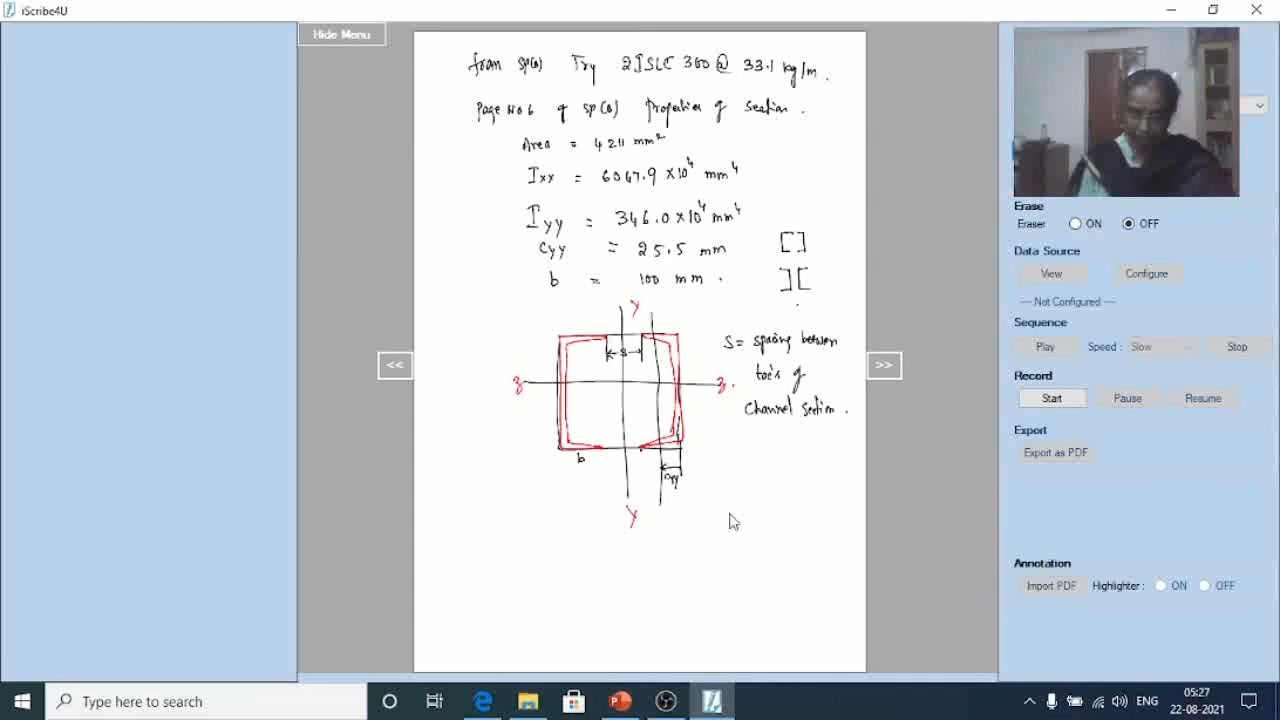 iScribe4U
Hide Menu
from SP(6) Try 2ISLC 300 @ 33.1 kg/m.
Page No 6 of SP(6) Properties of section.
Area = 4211 mm²
Ixx = 6047.9 × 10⁴ mm⁴
Iyy = 346.0 × 10⁴ mm⁴
Cyy = 25.5 mm
b = 100 mm.
Y
S
S = spacing between
toe's of
channel section.
z
z
b
Cyy
Y
<<
>>
Erase
Eraser ON OFF
Data Source
View Configure
--- Not Configured ---
Sequence
Play Speed : Slow Stop
Record
Start Pause Resume
Export
Export as PDF
Annotation
Import PDF Highlighter : ON OFF
Type here to search
ENG
05:27
22-08-2021